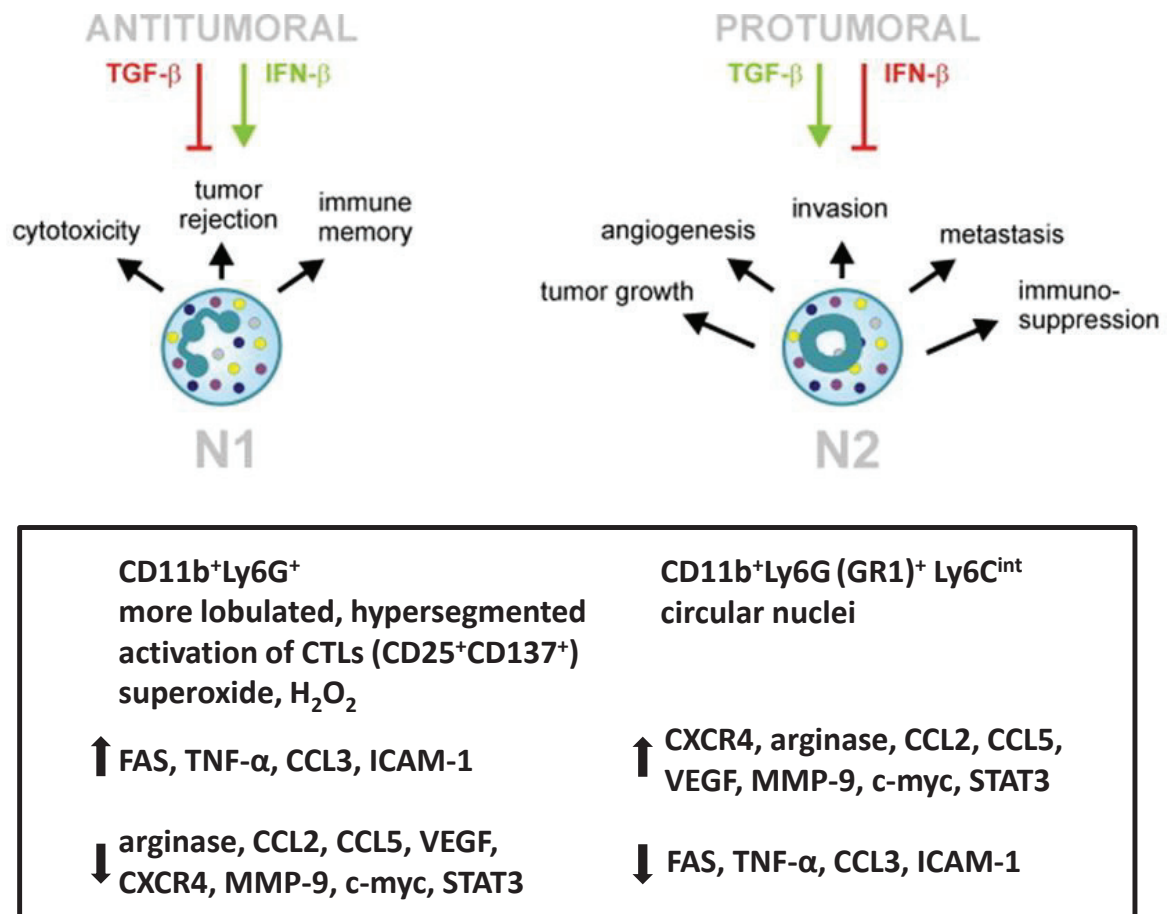 ANTITUMORAL
TGF-β
IFN-β
cytotoxicity
tumor
rejection
immune
memory
N1
PROTUMORAL
TGF-β
IFN-β
tumor growth
angiogenesis
invasion
metastasis
immuno-
suppression
N2
CD11b⁺Ly6G⁺
more lobulated, hypersegmented
activation of CTLs (CD25⁺CD137⁺)
superoxide, H₂O₂
FAS, TNF-α, CCL3, ICAM-1
arginase, CCL2, CCL5, VEGF,
CXCR4, MMP-9, c-myc, STAT3
CD11b⁺Ly6G (GR1)⁺ Ly6Cⁱⁿᵗ
circular nuclei
CXCR4, arginase, CCL2, CCL5,
VEGF, MMP-9, c-myc, STAT3
FAS, TNF-α, CCL3, ICAM-1